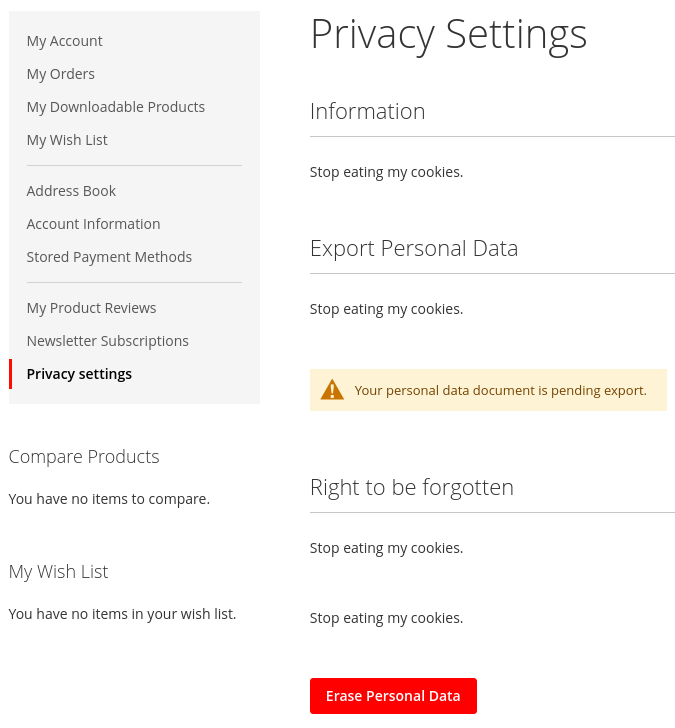 My Account
My Orders
My Downloadable Products
My Wish List
Address Book
Account Information
Stored Payment Methods
My Product Reviews
Newsletter Subscriptions
Privacy settings
Compare Products
You have no items to compare.
My Wish List
You have no items in your wish list.
Privacy Settings
Information
Stop eating my cookies.
Export Personal Data
Stop eating my cookies.
Your personal data document is pending export.
Right to be forgotten
Stop eating my cookies.
Stop eating my cookies.
Erase Personal Data